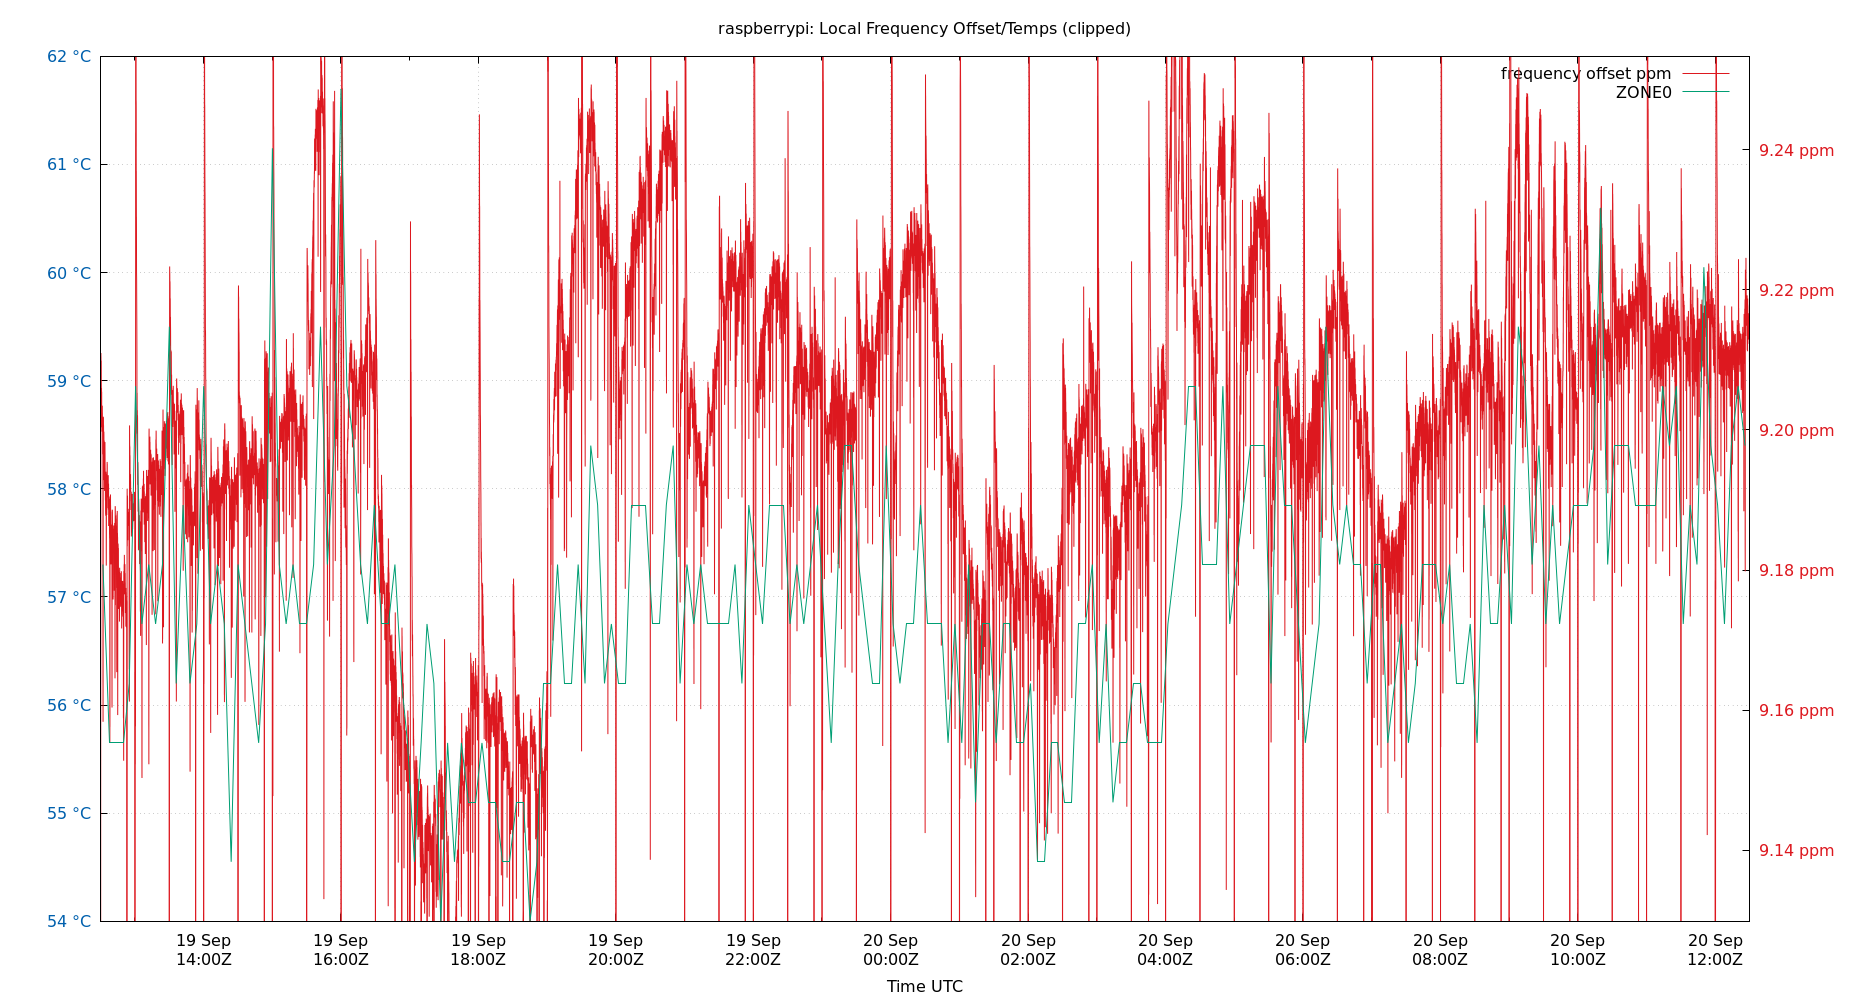 raspberrypi: Local Frequency Offset/Temps (clipped)
62 °C
61 °C
60 °C
59 °C
58 °C
57 °C
56 °C
55 °C
54 °C
frequency offset ppm
ZONE0
9.24 ppm
9.22 ppm
9.20 ppm
9.18 ppm
9.16 ppm
9.14 ppm
19 Sep 19 Sep 19 Sep 19 Sep 19 Sep 20 Sep 20 Sep 20 Sep 20 Sep 20 Sep 20 Sep 20 Sep
14:00Z 16:00Z 18:00Z 20:00Z 22:00Z 00:00Z 02:00Z 04:00Z 06:00Z 08:00Z 10:00Z 12:00Z
Time UTC